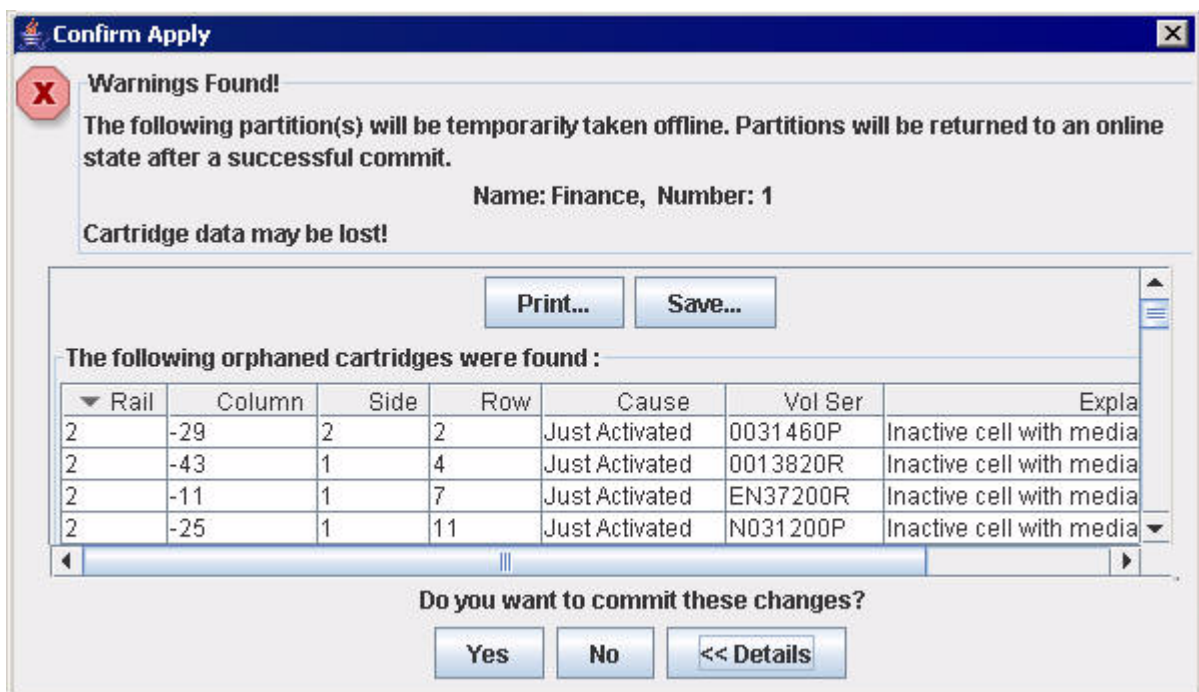 Confirm Apply
Warnings Found!
The following partition(s) will be temporarily taken offline. Partitions will be returned to an online
state after a successful commit.
Name: Finance, Number: 1
Cartridge data may be lost!
Print... Save...
The following orphaned cartridges were found :
Rail Column Side Row Cause Vol Ser Expla
2 -29 2 2 Just Activated 0031460P Inactive cell with media
2 -43 1 4 Just Activated 0013820R Inactive cell with media
2 -11 1 7 Just Activated EN37200R Inactive cell with media
2 -25 1 11 Just Activated N031200P Inactive cell with media
Do you want to commit these changes?
Yes No << Details